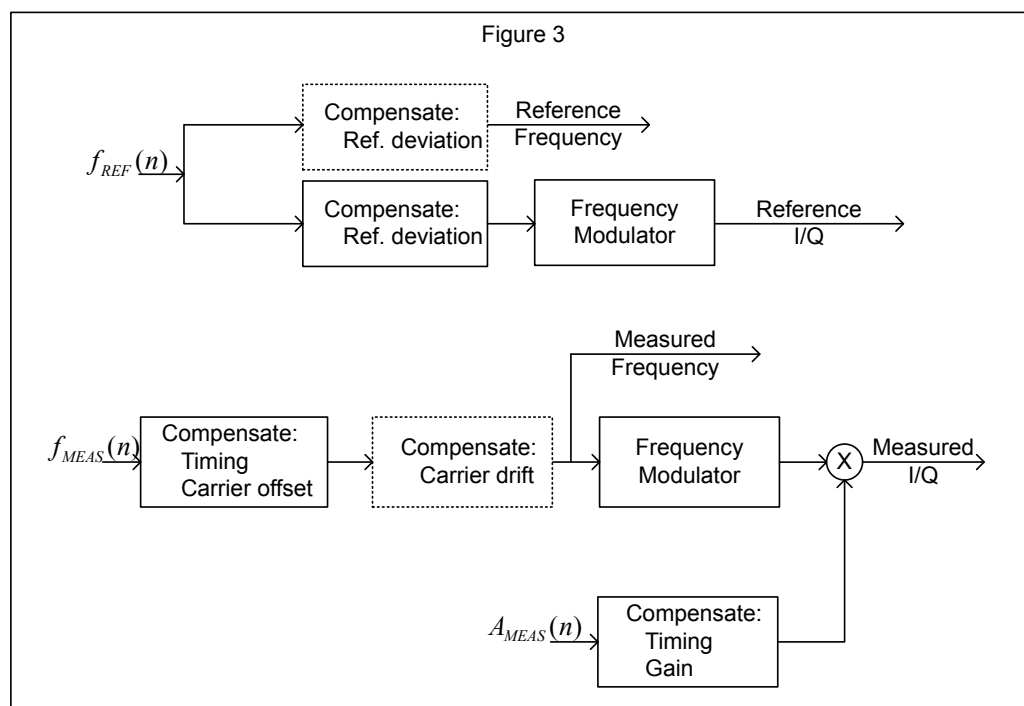 Figure 3
Compensate:
Ref. deviation
Reference
Frequency
f_REF(n)
Compensate:
Ref. deviation
Frequency
Modulator
Reference
I/Q
Measured
Frequency
f_MEAS(n)
Compensate:
Timing
Carrier offset
Compensate:
Carrier drift
Frequency
Modulator
X
Measured
I/Q
A_MEAS(n)
Compensate:
Timing
Gain